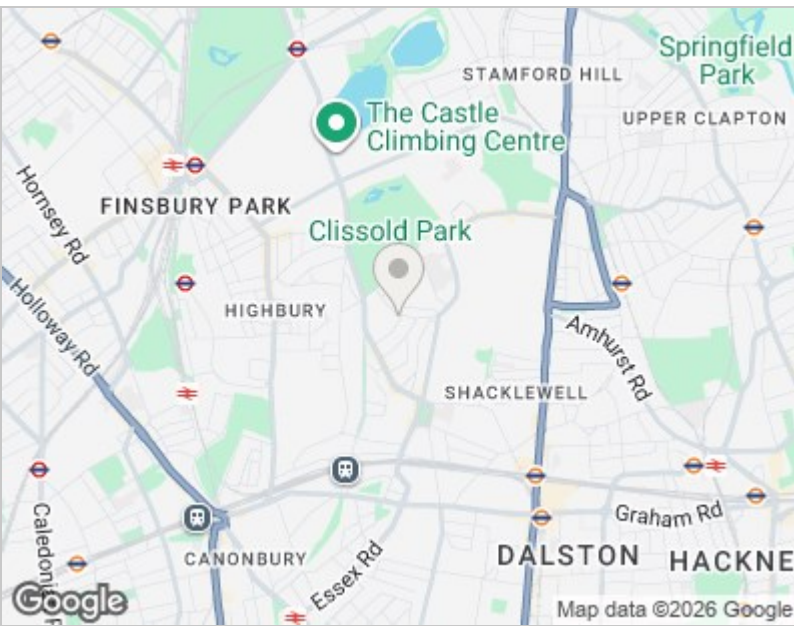 Springfield
Park
STAMFORD HILL
The Castle
Climbing Centre
UPPER CLAPTON
Hornsey Rd
FINSBURY PARK
Clissold Park
Holloway Rd
HIGHBURY
Amhurst Rd
SHACKLEWELL
Caledonia R
Graham Rd
CANONBURY
Essex Rd
DALSTON
HACKNE
Google
Map data ©2026 Google